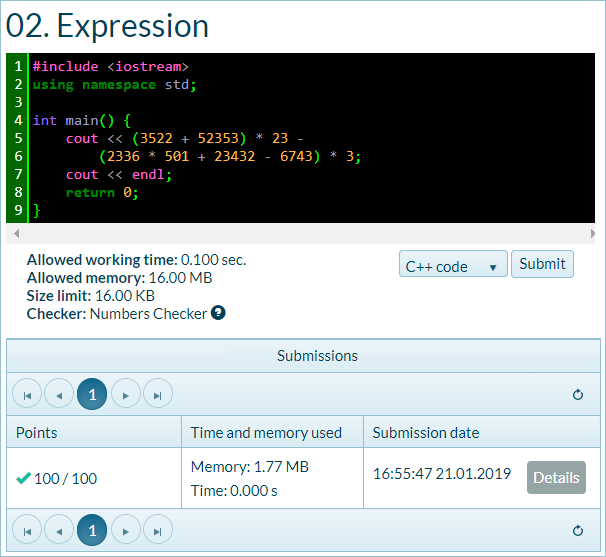 02. Expression
1 #include <iostream>
2 using namespace std;
3
4 int main() {
5 cout << (3522 + 52353) * 23 -
6 (2336 * 501 + 23432 - 6743) * 3;
7 cout << endl;
8 return 0;
9 }
Allowed working time: 0.100 sec.
Allowed memory: 16.00 MB
Size limit: 16.00 KB
Checker: Numbers Checker ?
C++ code Submit
Submissions
1
Points Time and memory used Submission date
100 / 100 Memory: 1.77 MB 16:55:47 21.01.2019 Details
Time: 0.000 s
1